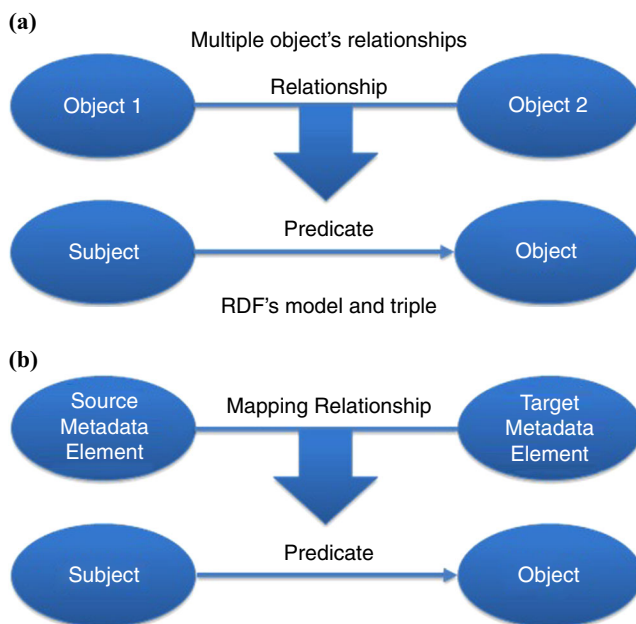 (a)
Multiple object's relationships
Object 1
Relationship
Object 2
Subject
Predicate
Object
RDF's model and triple
(b)
Source
Metadata
Element
Mapping Relationship
Target
Metadata
Element
Subject
Predicate
Object